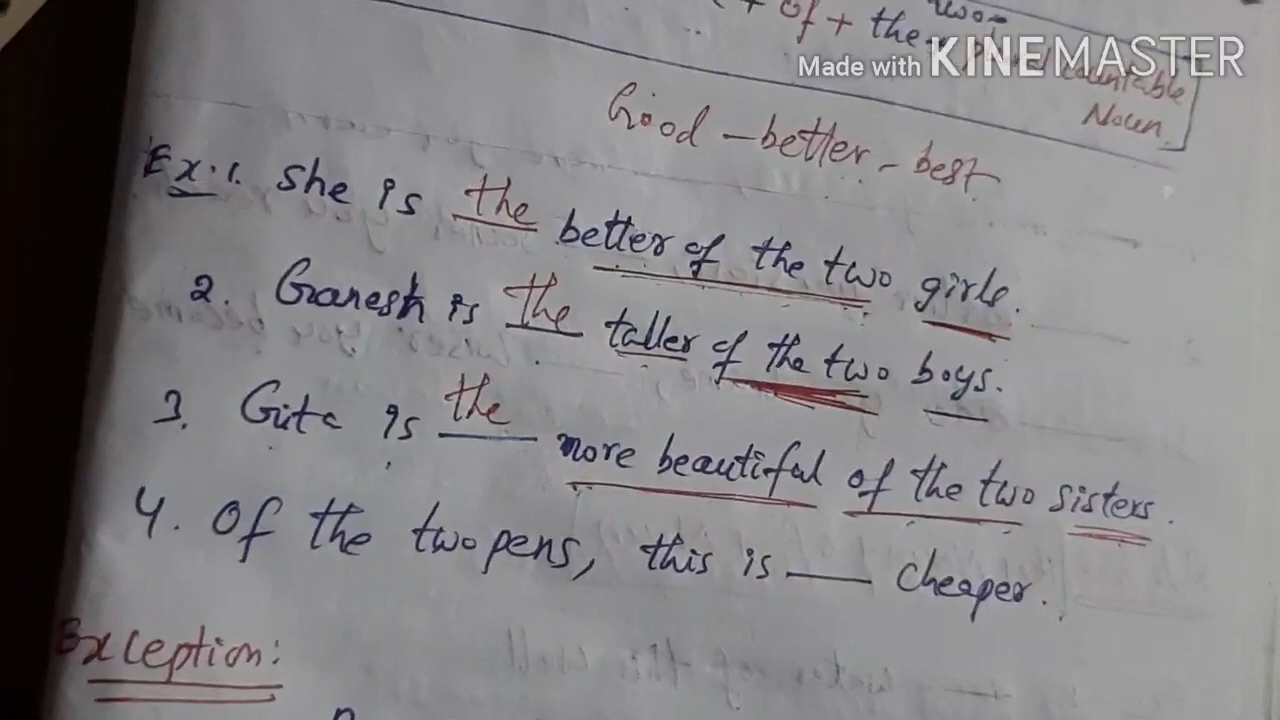 + of + the two
Made with KINEMASTER
countable
Noun
Good - better - best
Ex.1. She is the better of the two girls.
2. Ganesh is the taller of the two boys.
3. Gita is the more beautiful of the two sisters.
4. Of the two pens, this is ___ cheaper.
Exception: